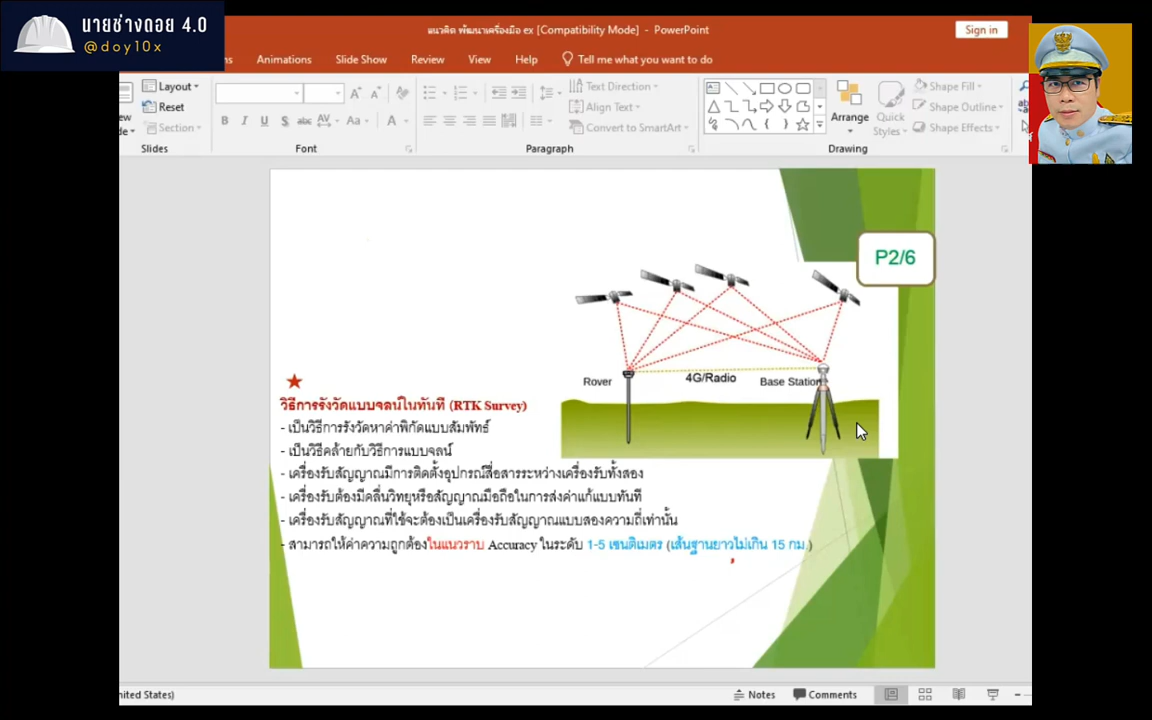 นายช่างดอย 4.0
@doy10x
แนวคิด พัฒนาเครื่องมือ ex [Compatibility Mode] - PowerPoint
Sign in
Animations
Slide Show
Review
View
Help
Tell me what you want to do
Layout
Reset
Section
Slides
B I U S abc AV Aa A
Font
Text Direction
Align Text
Convert to SmartArt
Paragraph
Arrange
Quick
Styles
Shape Fill
Shape Outline
Shape Effects
Drawing
P2/6
Rover
4G/Radio
Base Station
วิธีการรังวัดแบบจลน์ในทันที (RTK Survey)
- เป็นวิธีการรังวัดหาค่าพิกัดแบบสัมพัทธ์
- เป็นวิธีคล้ายกับวิธีการแบบจลน์
- เครื่องรับสัญญาณมีการติดตั้งอุปกรณ์สื่อสารระหว่างเครื่องรับทั้งสอง
- เครื่องรับต้องมีคลื่นวิทยุหรือสัญญาณมือถือในการส่งค่าแก้แบบทันที
- เครื่องรับสัญญาณที่ใช้จะต้องเป็นเครื่องรับสัญญาณแบบสองความถี่เท่านั้น
- สามารถให้ค่าความถูกต้องในแนวราบ Accuracy ในระดับ 1-5 เซนติเมตร (เส้นฐานยาวไม่เกิน 15 กม.)
nited States)
Notes
Comments